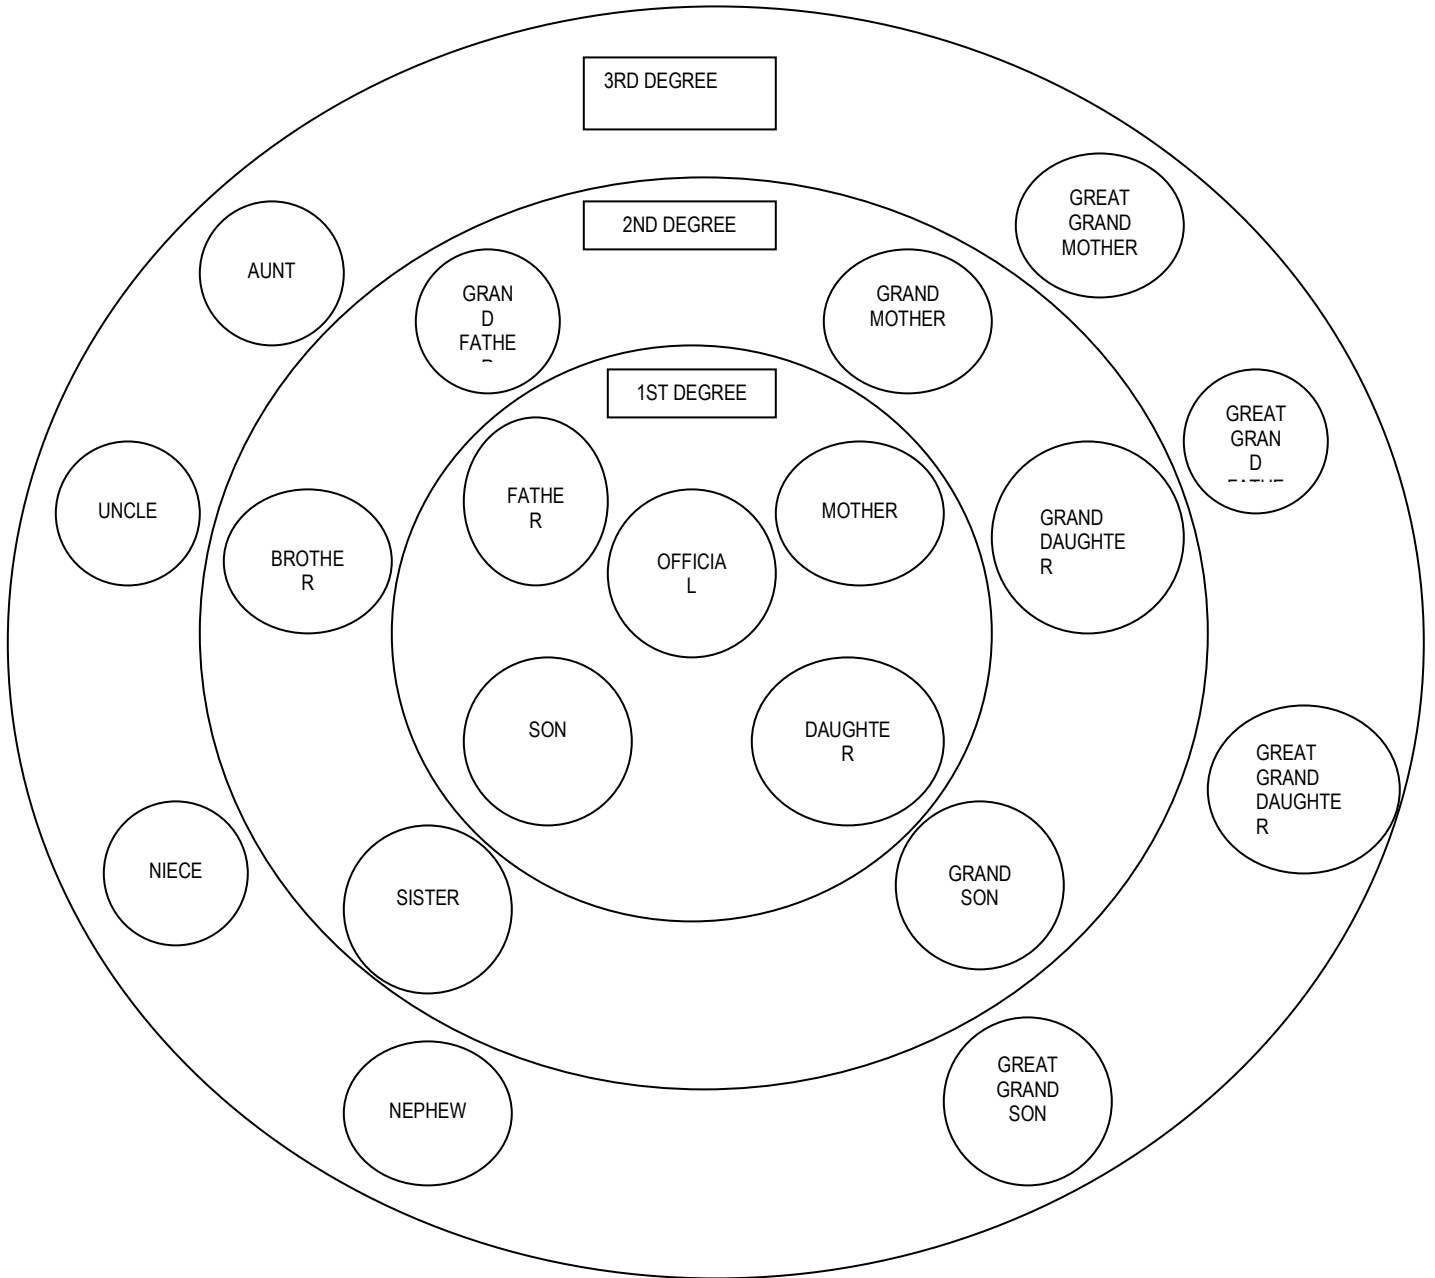 3RD DEGREE
GREAT
GRAND
MOTHER
2ND DEGREE
AUNT
GRAN
D
FATHE
GRAND
MOTHER
1ST DEGREE
GREAT
GRAN
D
FATHE
R
MOTHER
UNCLE
GRAND
DAUGHTE
R
BROTHE
R
OFFICIA
L
SON
DAUGHTE
R
GREAT
GRAND
DAUGHTE
R
NIECE
SISTER
GRAND
SON
NEPHEW
GREAT
GRAND
SON